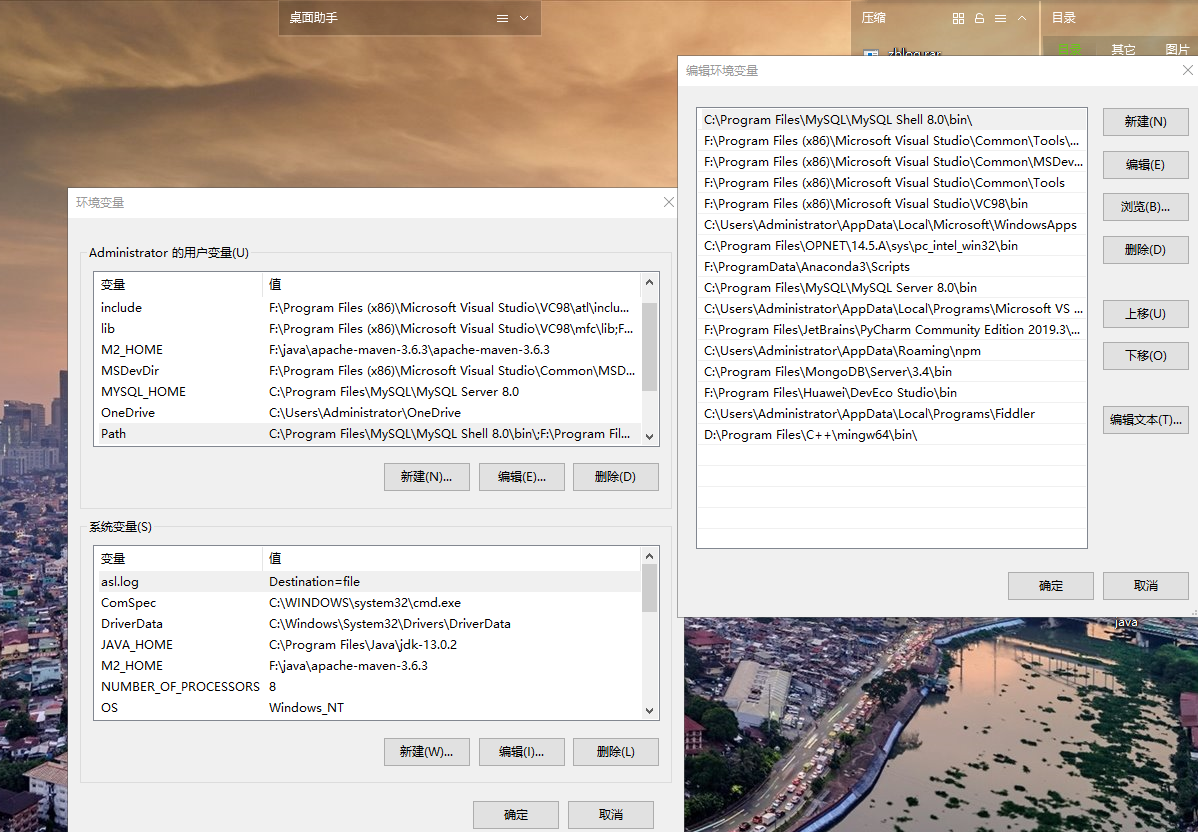 桌面助手
压缩
目录
zblog.rar
目录 其它 图片
编辑环境变量
C:\Program Files\MySQL\MySQL Shell 8.0\bin\
F:\Program Files (x86)\Microsoft Visual Studio\Common\Tools\...
F:\Program Files (x86)\Microsoft Visual Studio\Common\MSDev...
F:\Program Files (x86)\Microsoft Visual Studio\Common\Tools
F:\Program Files (x86)\Microsoft Visual Studio\VC98\bin
C:\Users\Administrator\AppData\Local\Microsoft\WindowsApps
C:\Program Files\OPNET\14.5.A\sys\pc_intel_win32\bin
F:\ProgramData\Anaconda3\Scripts
C:\Program Files\MySQL\MySQL Server 8.0\bin
C:\Users\Administrator\AppData\Local\Programs\Microsoft VS ...
F:\Program Files\JetBrains\PyCharm Community Edition 2019.3\...
C:\Users\Administrator\AppData\Roaming\npm
C:\Program Files\MongoDB\Server\3.4\bin
F:\Program Files\Huawei\DevEco Studio\bin
C:\Users\Administrator\AppData\Local\Programs\Fiddler
D:\Program Files\C++\mingw64\bin\
新建(N)
编辑(E)
浏览(B)...
删除(D)
上移(U)
下移(O)
编辑文本(T)...
确定
取消
java
环境变量
Administrator 的用户变量(U)
变量 值
include F:\Program Files (x86)\Microsoft Visual Studio\VC98\atl\inclu...
lib F:\Program Files (x86)\Microsoft Visual Studio\VC98\mfc\lib;F...
M2_HOME F:\java\apache-maven-3.6.3\apache-maven-3.6.3
MSDevDir F:\Program Files (x86)\Microsoft Visual Studio\Common\MSD...
MYSQL_HOME C:\Program Files\MySQL\MySQL Server 8.0
OneDrive C:\Users\Administrator\OneDrive
Path C:\Program Files\MySQL\MySQL Shell 8.0\bin\;F:\Program Fil...
新建(N)...
编辑(E)...
删除(D)
系统变量(S)
变量 值
asl.log Destination=file
ComSpec C:\WINDOWS\system32\cmd.exe
DriverData C:\Windows\System32\Drivers\DriverData
JAVA_HOME C:\Program Files\Java\jdk-13.0.2
M2_HOME F:\java\apache-maven-3.6.3
NUMBER_OF_PROCESSORS 8
OS Windows_NT
新建(W)...
编辑(I)...
删除(L)
确定
取消